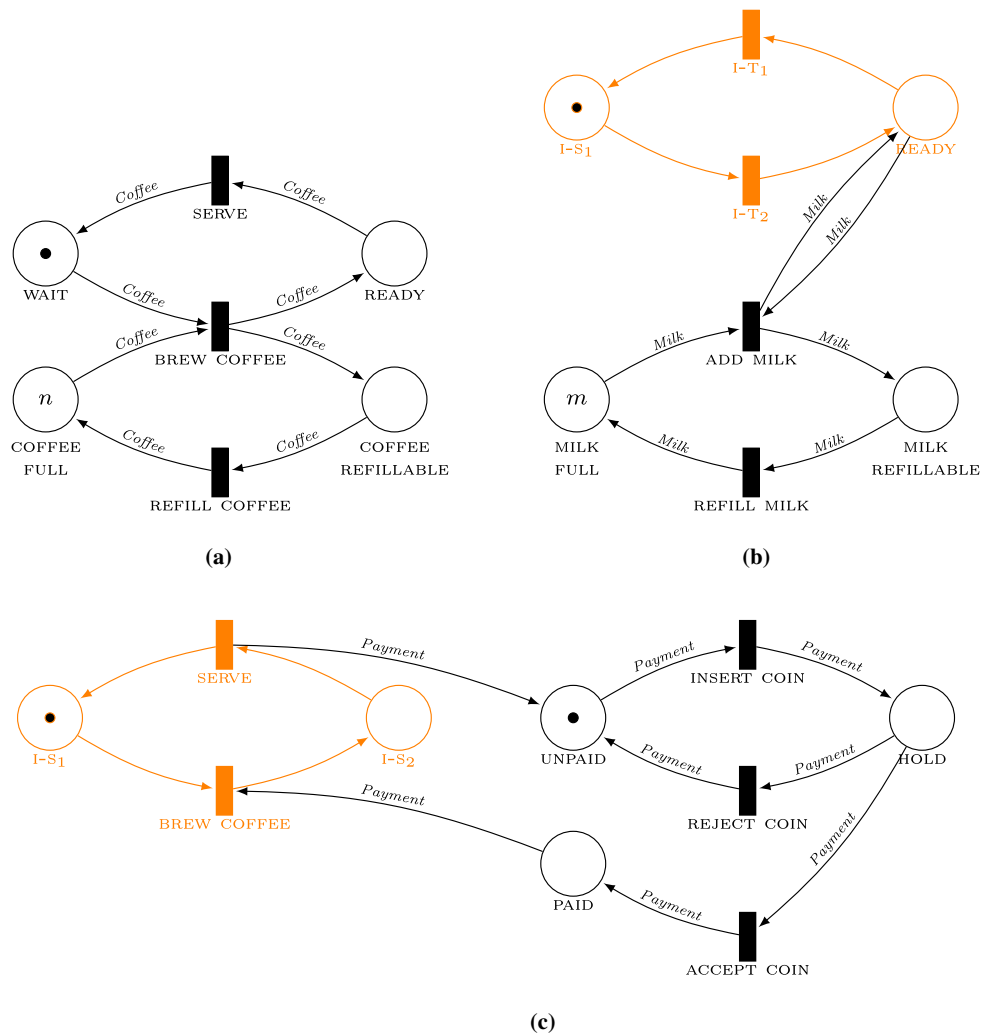 Coffee
Coffee
SERVE
WAIT
READY
Coffee
Coffee
Coffee
Coffee
BREW COFFEE
n
COFFEE
FULL
COFFEE
REFILLABLE
Coffee
Coffee
REFILL COFFEE
(a)
I-T1
I-S1
READY
I-T2
Milk
Milk
Milk
Milk
ADD MILK
m
MILK
FULL
MILK
REFILLABLE
Milk
Milk
REFILL MILK
(b)
Payment
SERVE
I-S1
I-S2
BREW COFFEE
Payment
Payment
Payment
INSERT COIN
UNPAID
HOLD
Payment
Payment
REJECT COIN
Payment
PAID
Payment
ACCEPT COIN
(c)